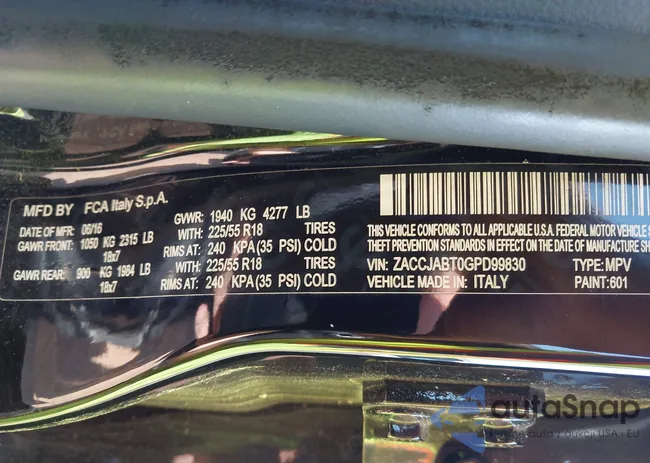 MFD BY FCA Italy S.p.A.
DATE OF MFR: 06/16 GVWR: 1940 KG 4277 LB
GAWR FRONT: 1050 KG 2315 LB WITH: 225/55 R18 TIRES
18x7 RIMS AT: 240 KPA (35 PSI) COLD
GAWR REAR: 900 KG 1984 LB WITH: 225/55 R18 TIRES
18x7 RIMS AT: 240 KPA (35 PSI) COLD
THIS VEHICLE CONFORMS TO ALL APPLICABLE U.S.A. FEDERAL MOTOR VEHICLE
THEFT PREVENTION STANDARDS IN EFFECT ON THE DATE OF MANUFACTURE SH
VIN: ZACCJABT0GPD99830 TYPE: MPV
VEHICLE MADE IN: ITALY PAINT: 601
autoSnap